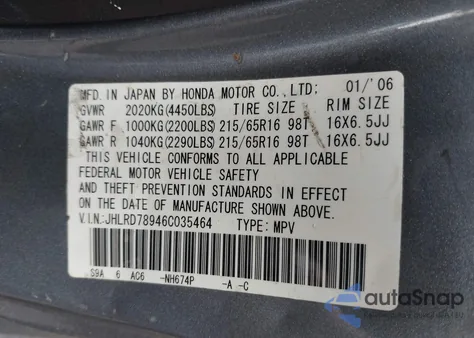 MFD. IN JAPAN BY HONDA MOTOR CO., LTD: 01/'06
GVWR 2020KG(4450LBS) TIRE SIZE RIM SIZE
GAWR F 1000KG(2200LBS) 215/65R16 98T 16X6.5JJ
GAWR R 1040KG(2290LBS) 215/65R16 98T 16X6.5JJ
THIS VEHICLE CONFORMS TO ALL APPLICABLE
FEDERAL MOTOR VEHICLE SAFETY
AND THEFT PREVENTION STANDARDS IN EFFECT
ON THE DATE OF MANUFACTURE SHOWN ABOVE.
V.I.N.:JHLRD78946C035464 TYPE: MPV
S9A 6 AC6 -NH674P -A -C
autoSnap